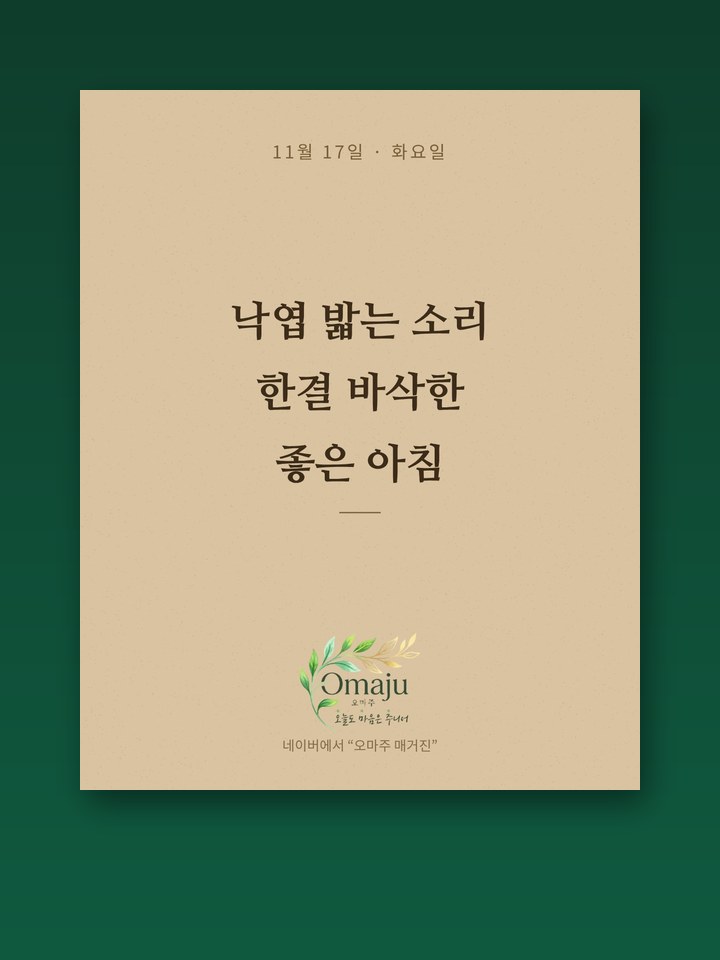 11월 17일 · 화요일
낙엽 밟는 소리
한결 바삭한
좋은 아침
Omaju
오마주
오늘도 마음은 주니어
네이버에서 “오마주 매거진”